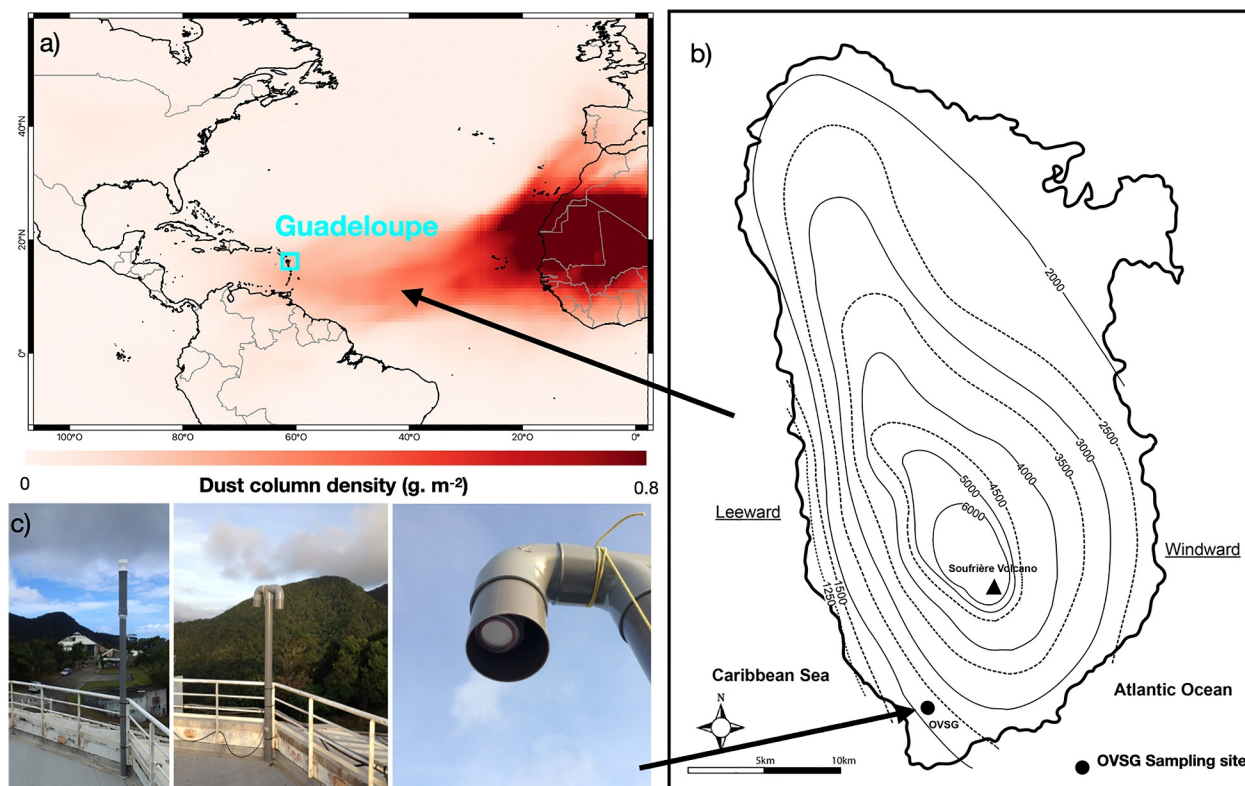 a)
40°N
20°N
0°
Guadeloupe
100°O
80°O
60°O
40°O
20°O
0°
0
Dust column density (g. m⁻²)
0.8
b)
2000
2500
3000
3500
4000
4500
5000
6000
Soufrière Volcano
1500
1250
Leeward
Windward
Caribbean Sea
Atlantic Ocean
N
OVSG
5km
10km
OVSG Sampling site
c)